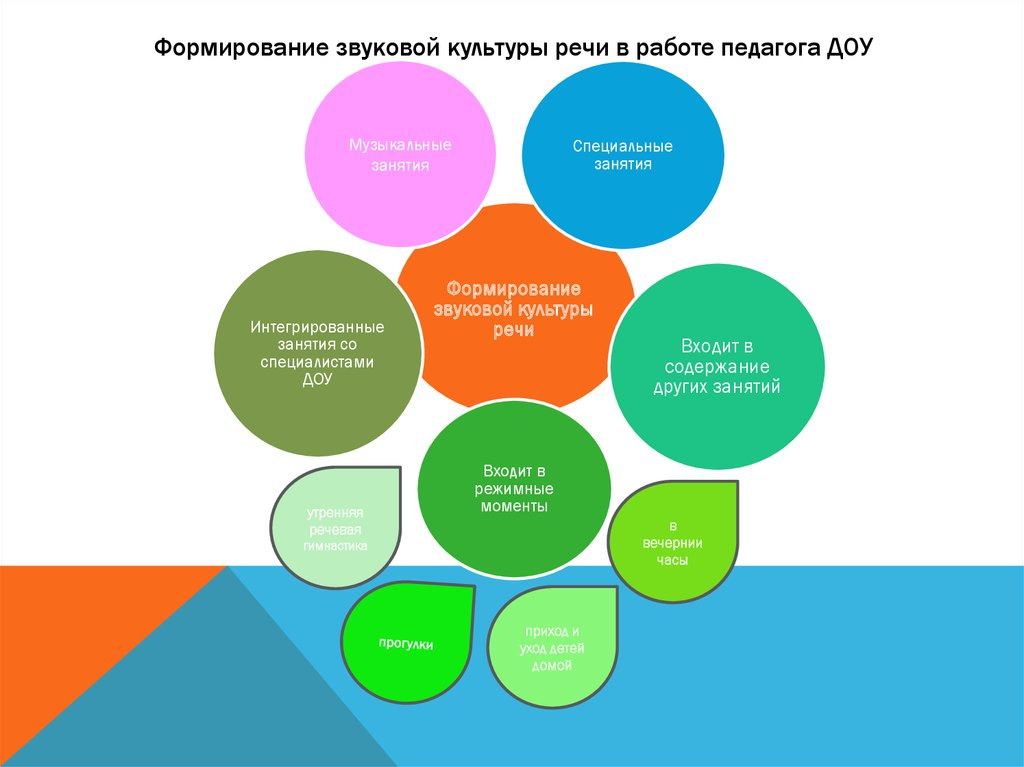 Формирование звуковой культуры речи в работе педагога ДОУ
Музыкальные
занятия
Специальные
занятия
Формирование
звуковой культуры
речи
Интегрированные
занятия со
специалистами
ДОУ
Входит в
содержание
других занятий
Входит в
режимные
моменты
утренняя
речевая
гимнастика
в
вечернии
часы
прогулки
приход и
уход детей
домой